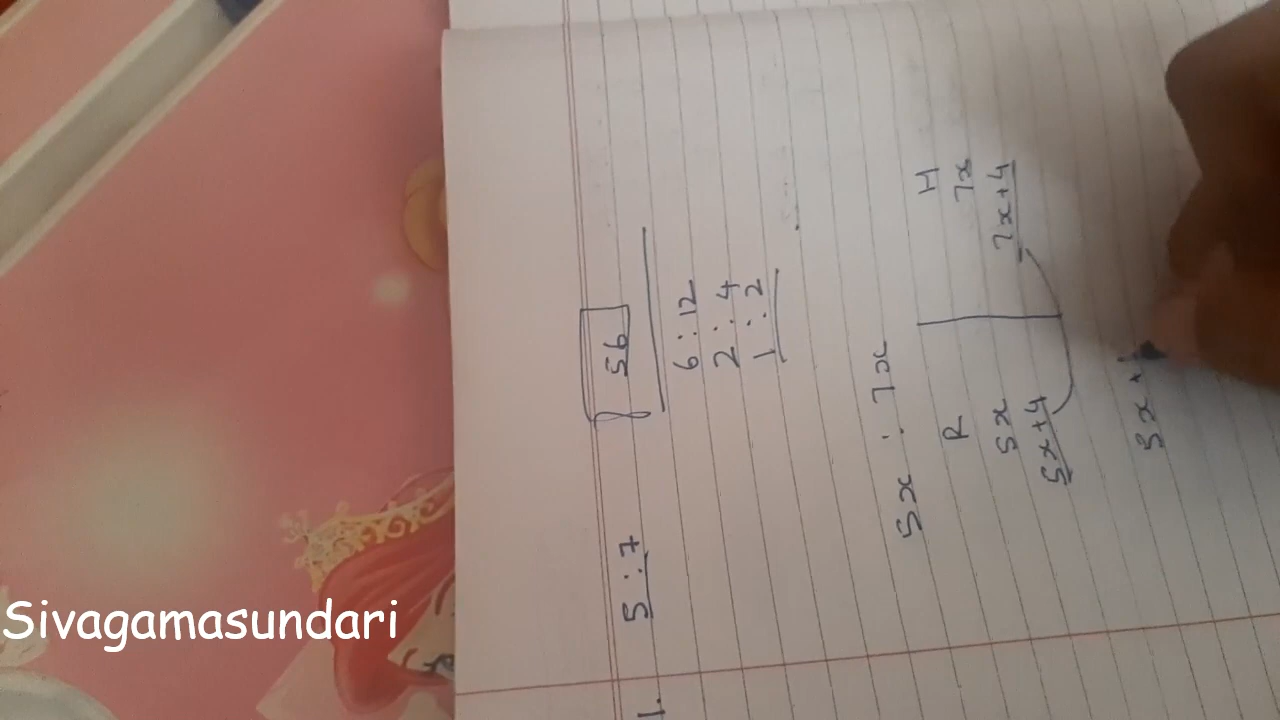 1. 5 : 7 56
6 : 12
2 : 4
1 : 2
5x : 7x
R H
5x 7x
5x+4 7x+4
5x +
Sivagamasundari